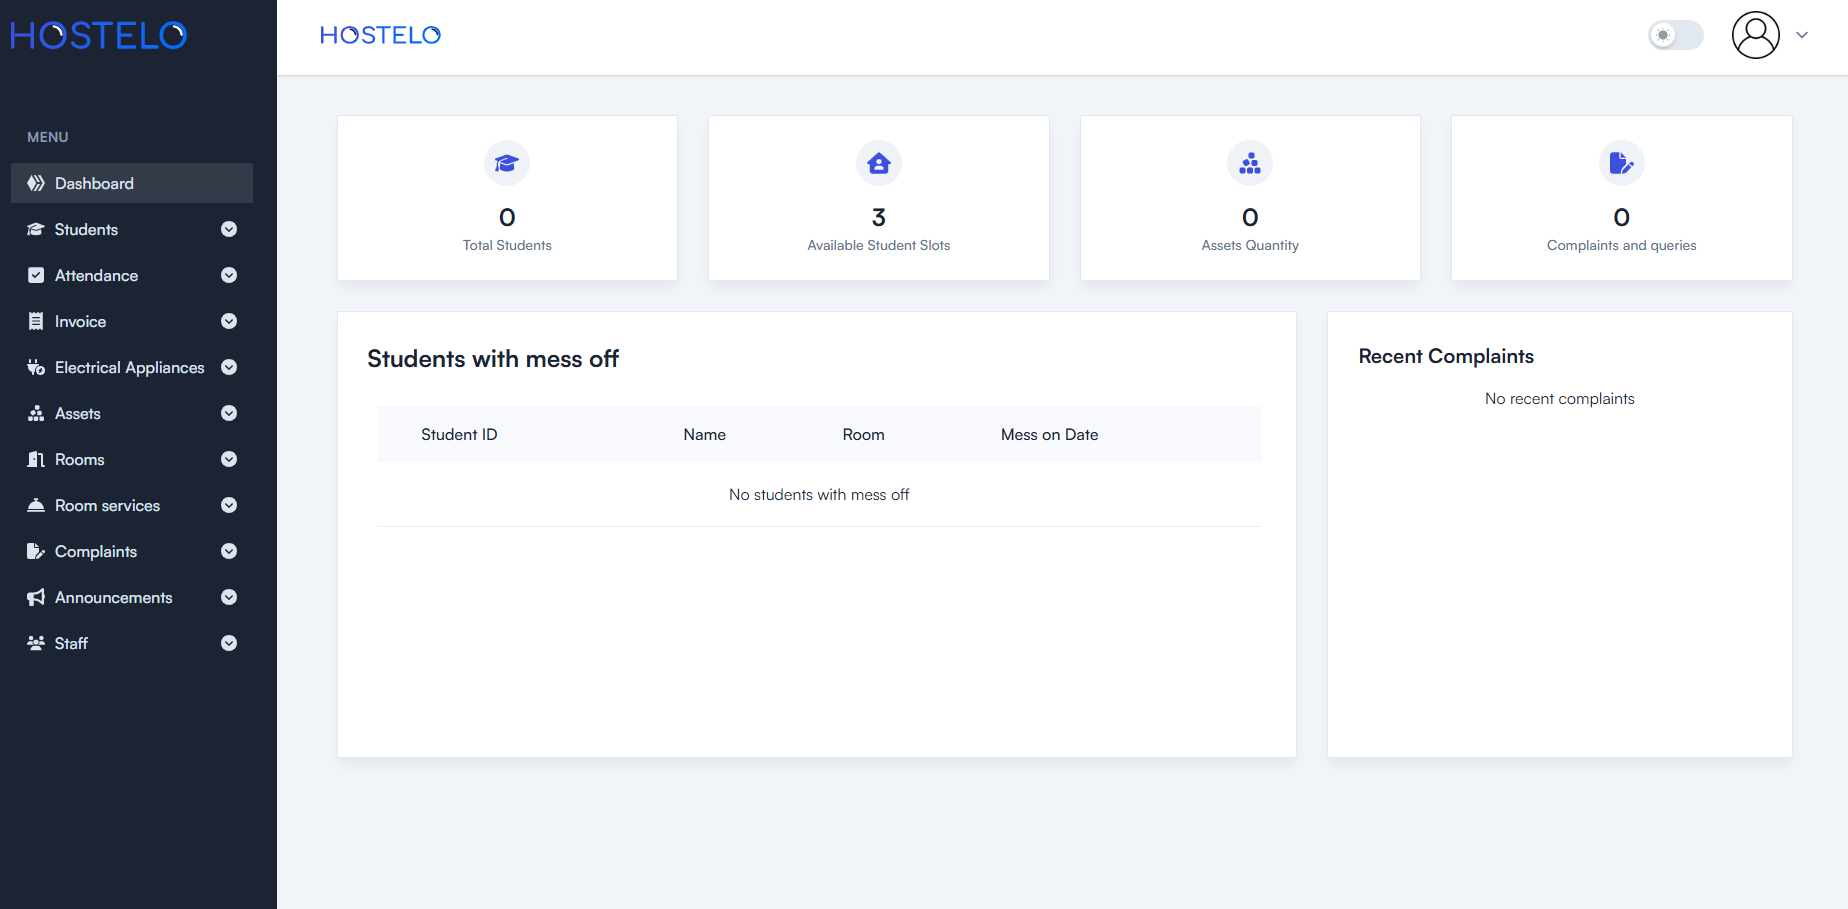 HOSTELO
HOSTELO
MENU
Dashboard
Students
Attendance
Invoice
Electrical Appliances
Assets
Rooms
Room services
Complaints
Announcements
Staff
0
Total Students
3
Available Student Slots
0
Assets Quantity
0
Complaints and queries
Students with mess off
Student ID Name Room Mess on Date
No students with mess off
Recent Complaints
No recent complaints